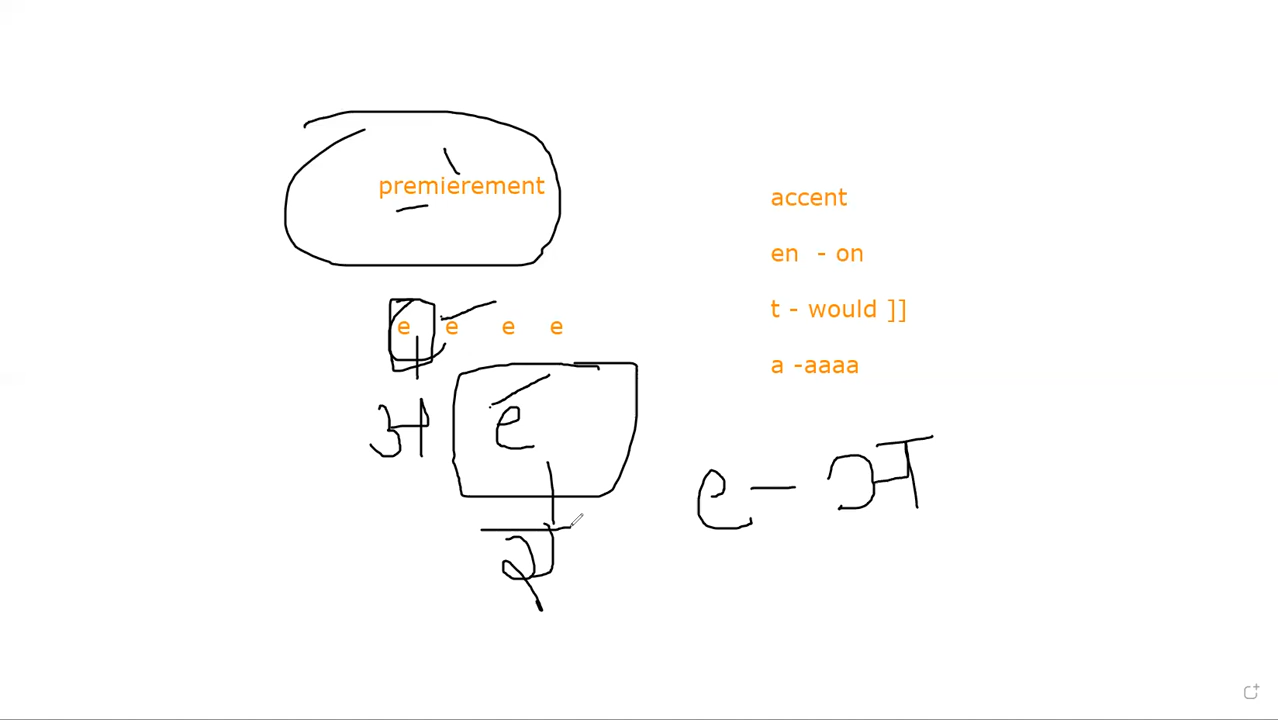 premierement
accent
en - on
t - would ]]
a -aaaa
e e e e
अ
é
य
e - अ